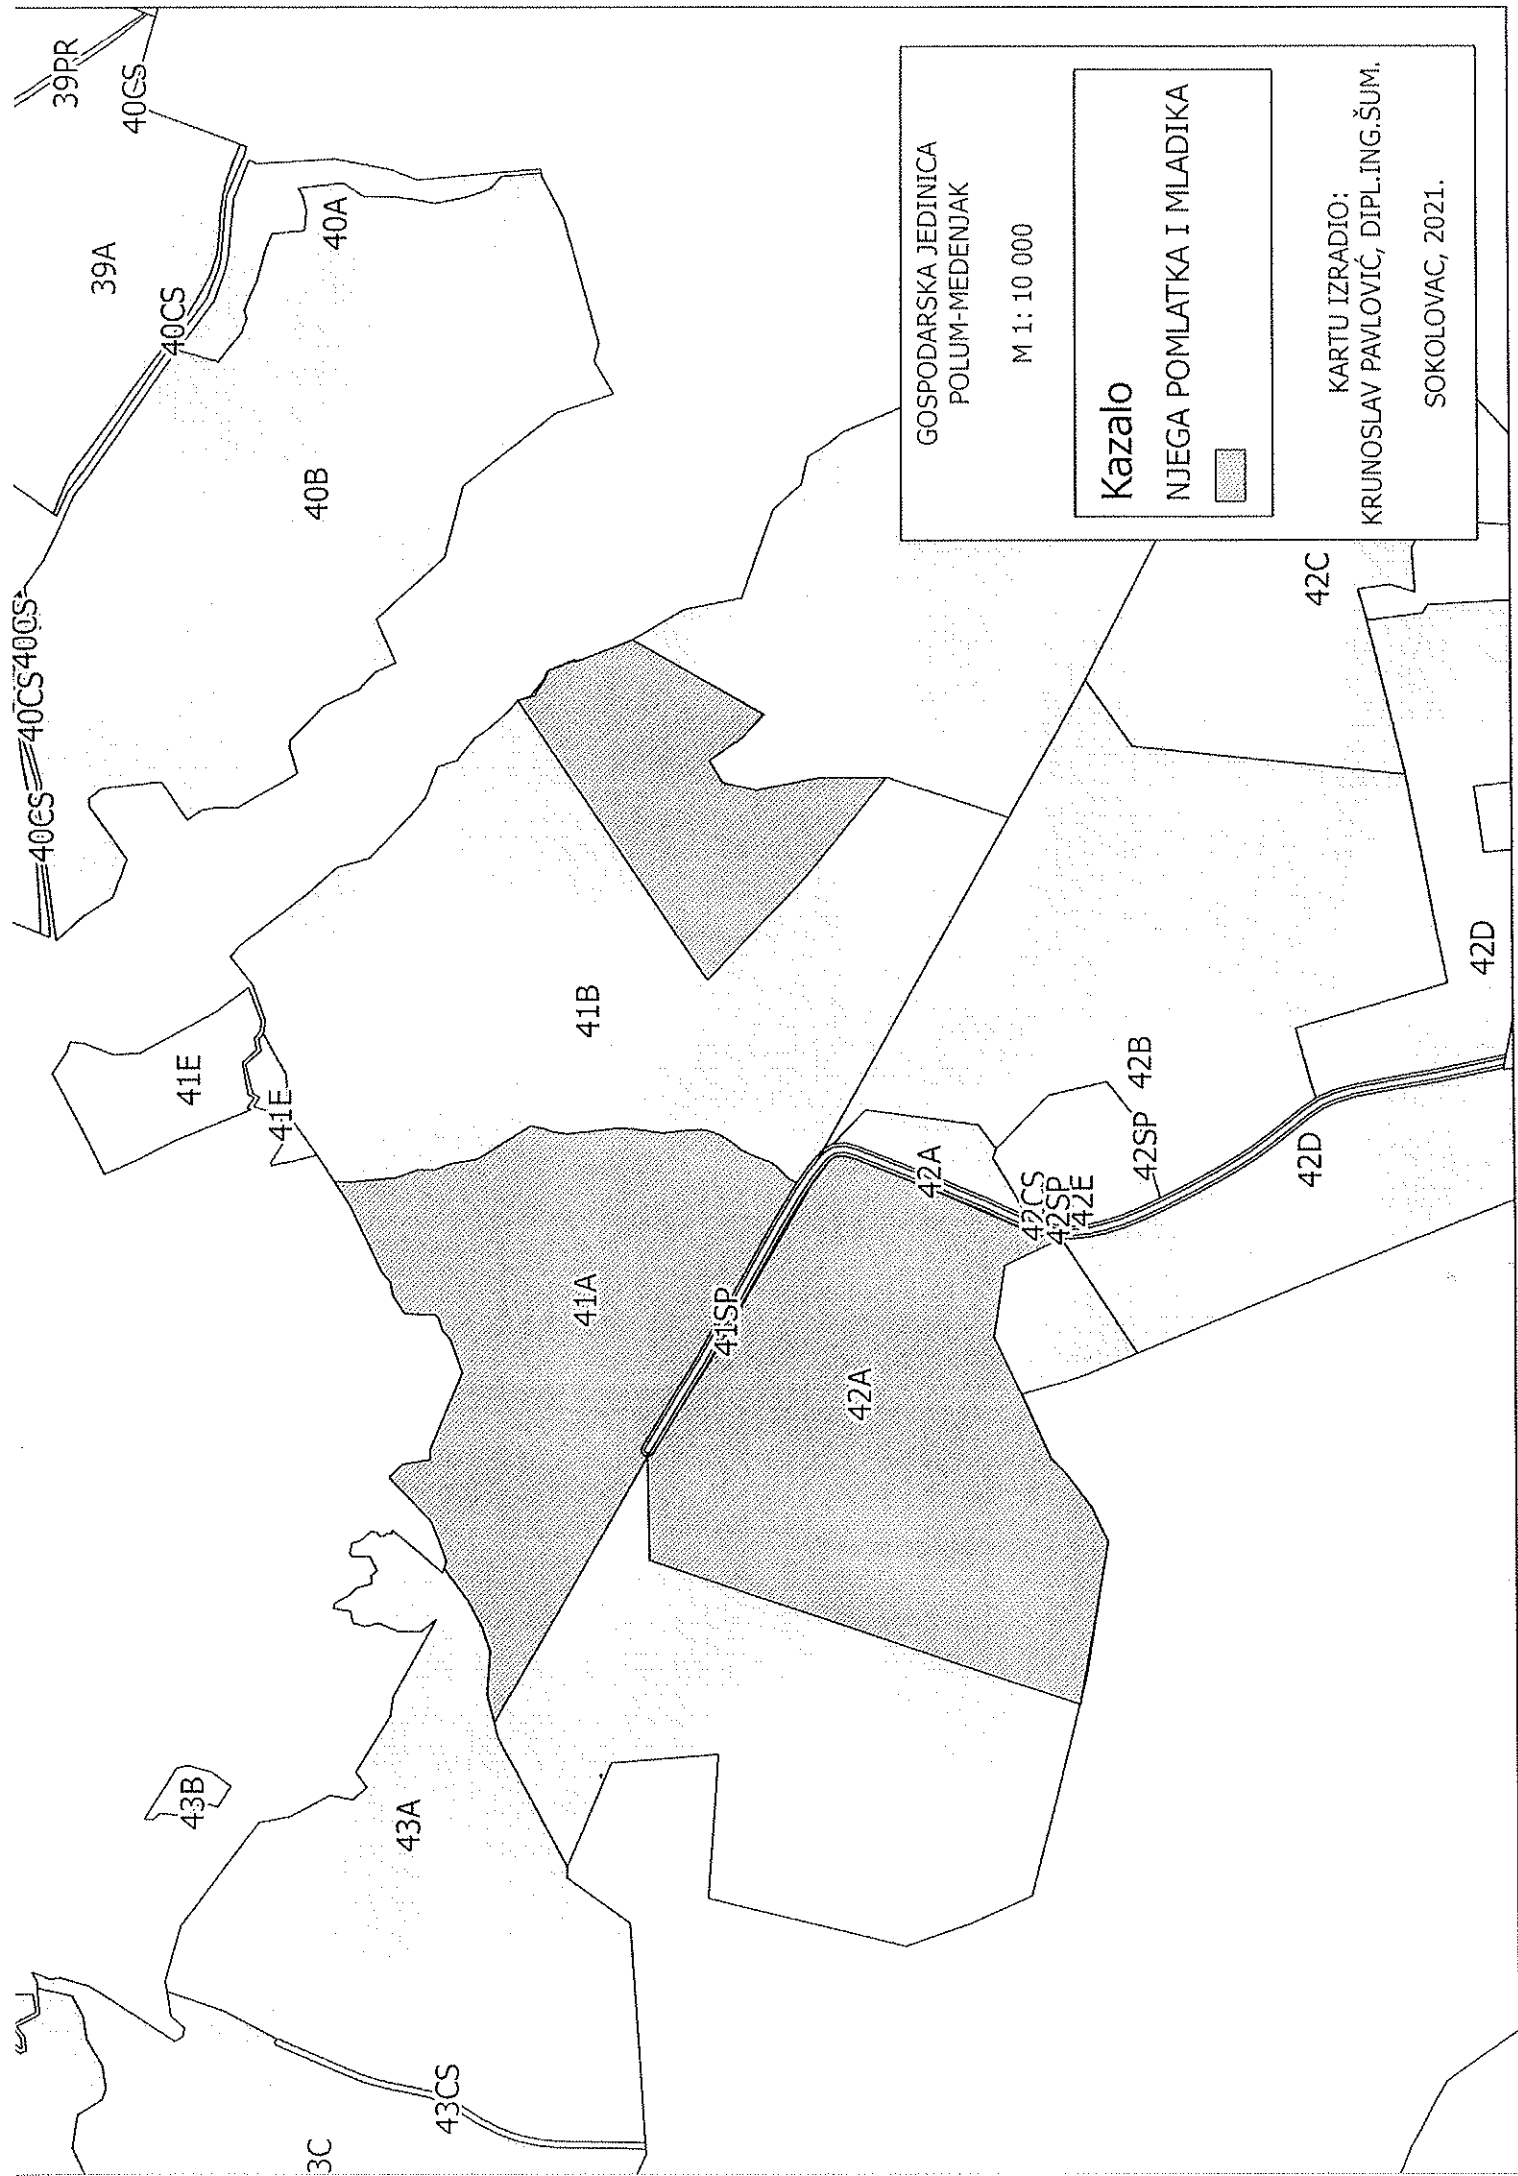 40CS
40CS
40CS
39PR
39A
40CS
40CS
43B
41E
41E
3C
40B
40A
43A
43CS
41A
41B
41SP
42A
42A
42CS
42SP
42E
42SP
42B
42D
42C
42D
GOSPODARSKA JEDINICA
POLUM-MEDENJAK
M 1: 10 000
Kazalo
NJEGA POMLATKA I MLADIKA
KARTU IZRADIO:
KRUNOSLAV PAVLOVIĆ, DIPL.ING.ŠUM.
SOKOLOVAC, 2021.